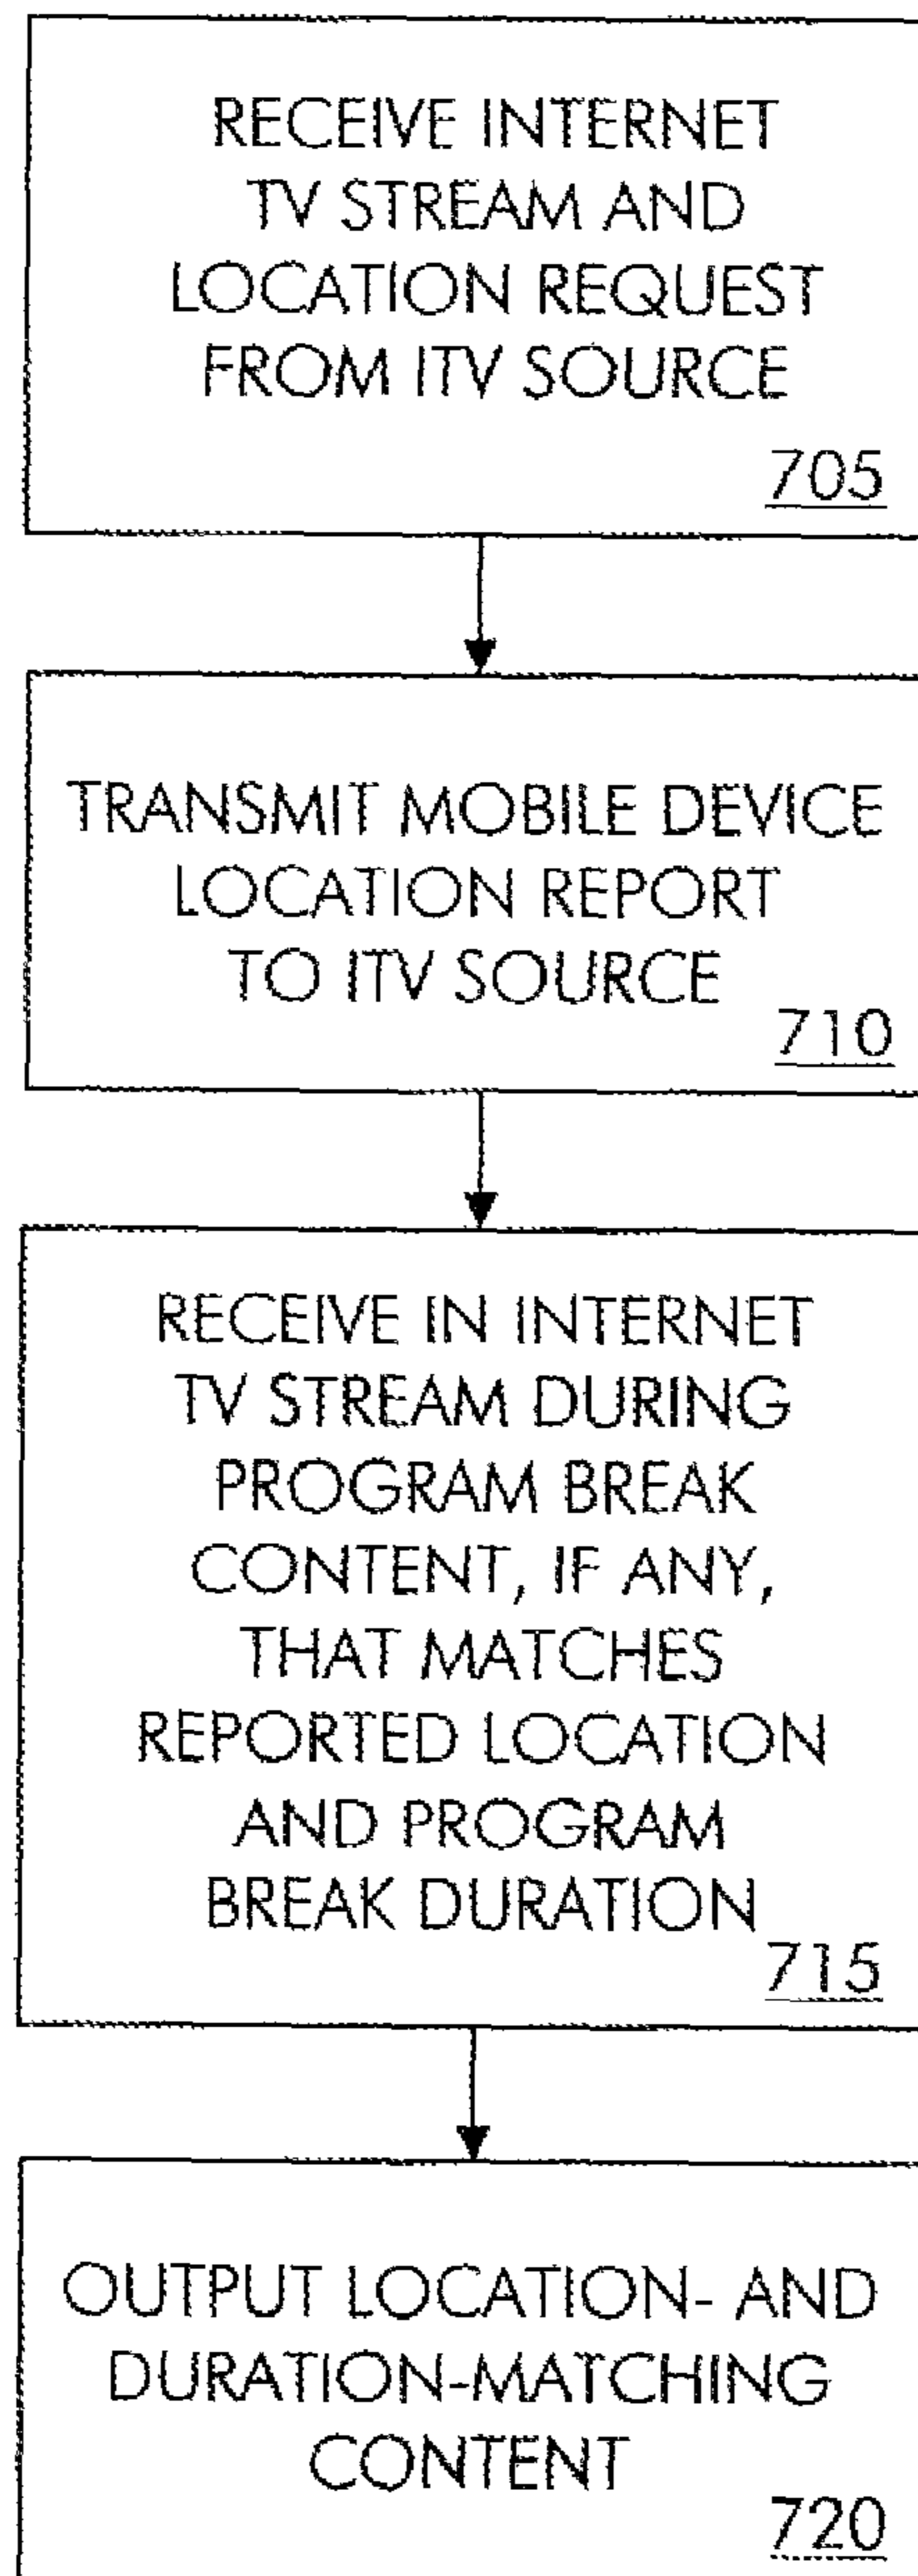 RECEIVE INTERNET
TV STREAM AND
LOCATION REQUEST
FROM ITV SOURCE
705
TRANSMIT MOBILE DEVICE
LOCATION REPORT
TO ITV SOURCE
710
RECEIVE IN INTERNET
TV STREAM DURING
PROGRAM BREAK
CONTENT, IF ANY,
THAT MATCHES
REPORTED LOCATION
AND PROGRAM
BREAK DURATION
715
OUTPUT LOCATION- AND
DURATION-MATCHING
CONTENT
720